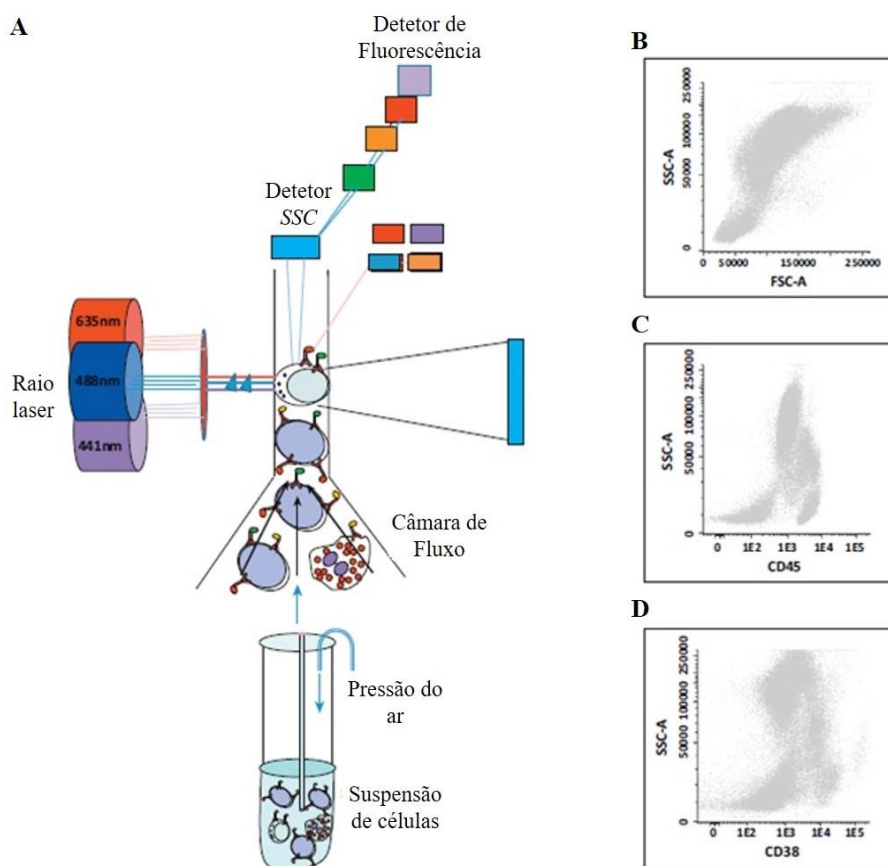 A
Detetor de
Fluorescência
Detetor
SSC
635nm
488nm
441nm
Raio
laser
Câmara de
Fluxo
Pressão do
ar
Suspensão
de células
B
SSC-A
250000
100000
50000
0
0 50000 150000 250000
FSC-A
C
SSC-A
250000
100000
50000
0
0 1E2 1E3 1E4 1E5
CD45
D
SSC-A
250000
100000
50000
0
0 1E2 1E3 1E4 1E5
CD38